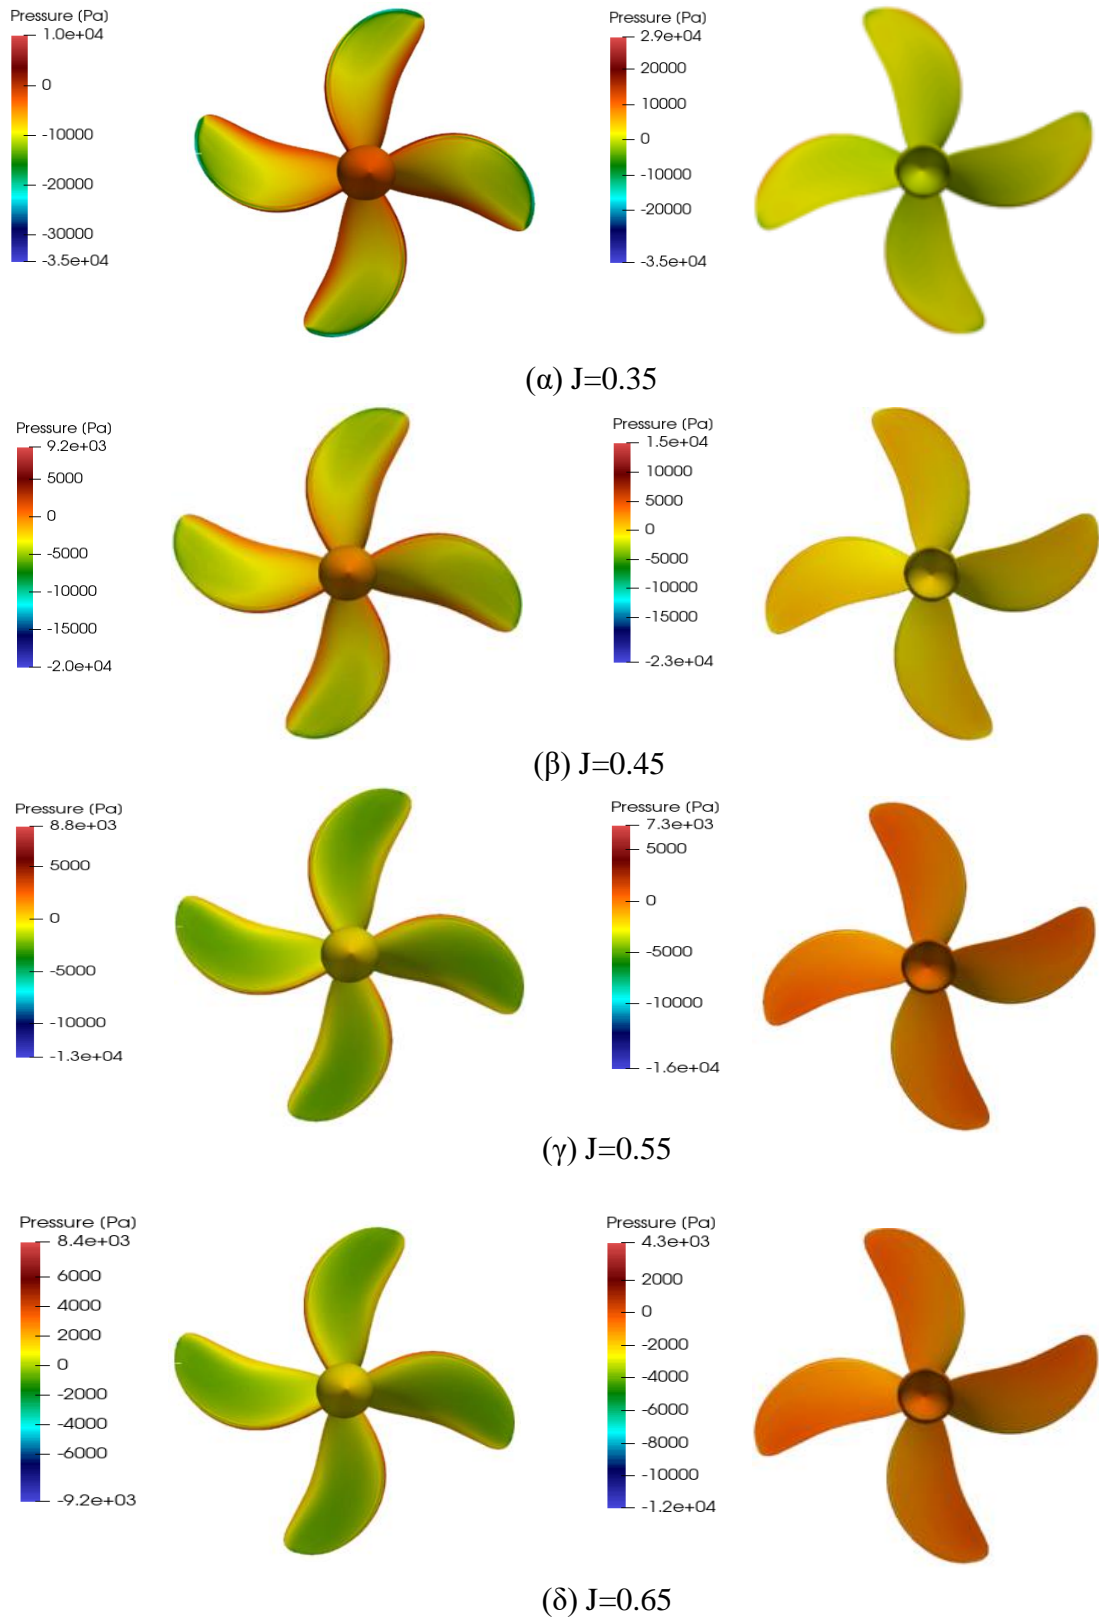 Pressure (Pa)
1.0e+04
0
-10000
-20000
-30000
-3.5e+04
Pressure (Pa)
2.9e+04
20000
10000
0
-10000
-20000
-3.5e+04
(α) J=0.35
Pressure (Pa)
9.2e+03
5000
0
-5000
-10000
-15000
-2.0e+04
Pressure (Pa)
1.5e+04
10000
5000
0
-5000
-10000
-15000
-2.3e+04
(β) J=0.45
Pressure (Pa)
8.8e+03
5000
0
-5000
-10000
-1.3e+04
Pressure (Pa)
7.3e+03
5000
0
-5000
-10000
-1.6e+04
(γ) J=0.55
Pressure (Pa)
8.4e+03
6000
4000
2000
0
-2000
-4000
-6000
-9.2e+03
Pressure (Pa)
4.3e+03
2000
0
-2000
-4000
-6000
-8000
-10000
-1.2e+04
(δ) J=0.65